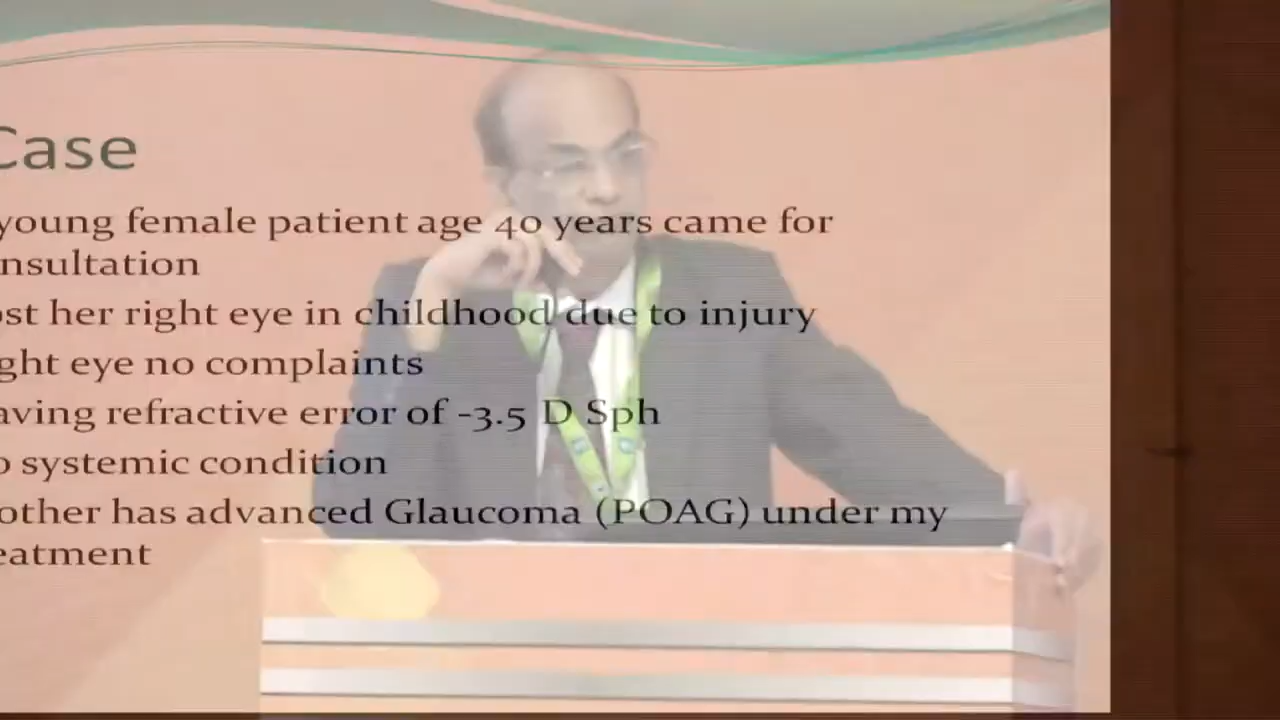 Case
young female patient age 40 years came for
nsultation
ost her right eye in childhood due to injury
ght eye no complaints
aving refractive error of -3.5 D Sph
o systemic condition
other has advanced Glaucoma (POAG) under my
eatment